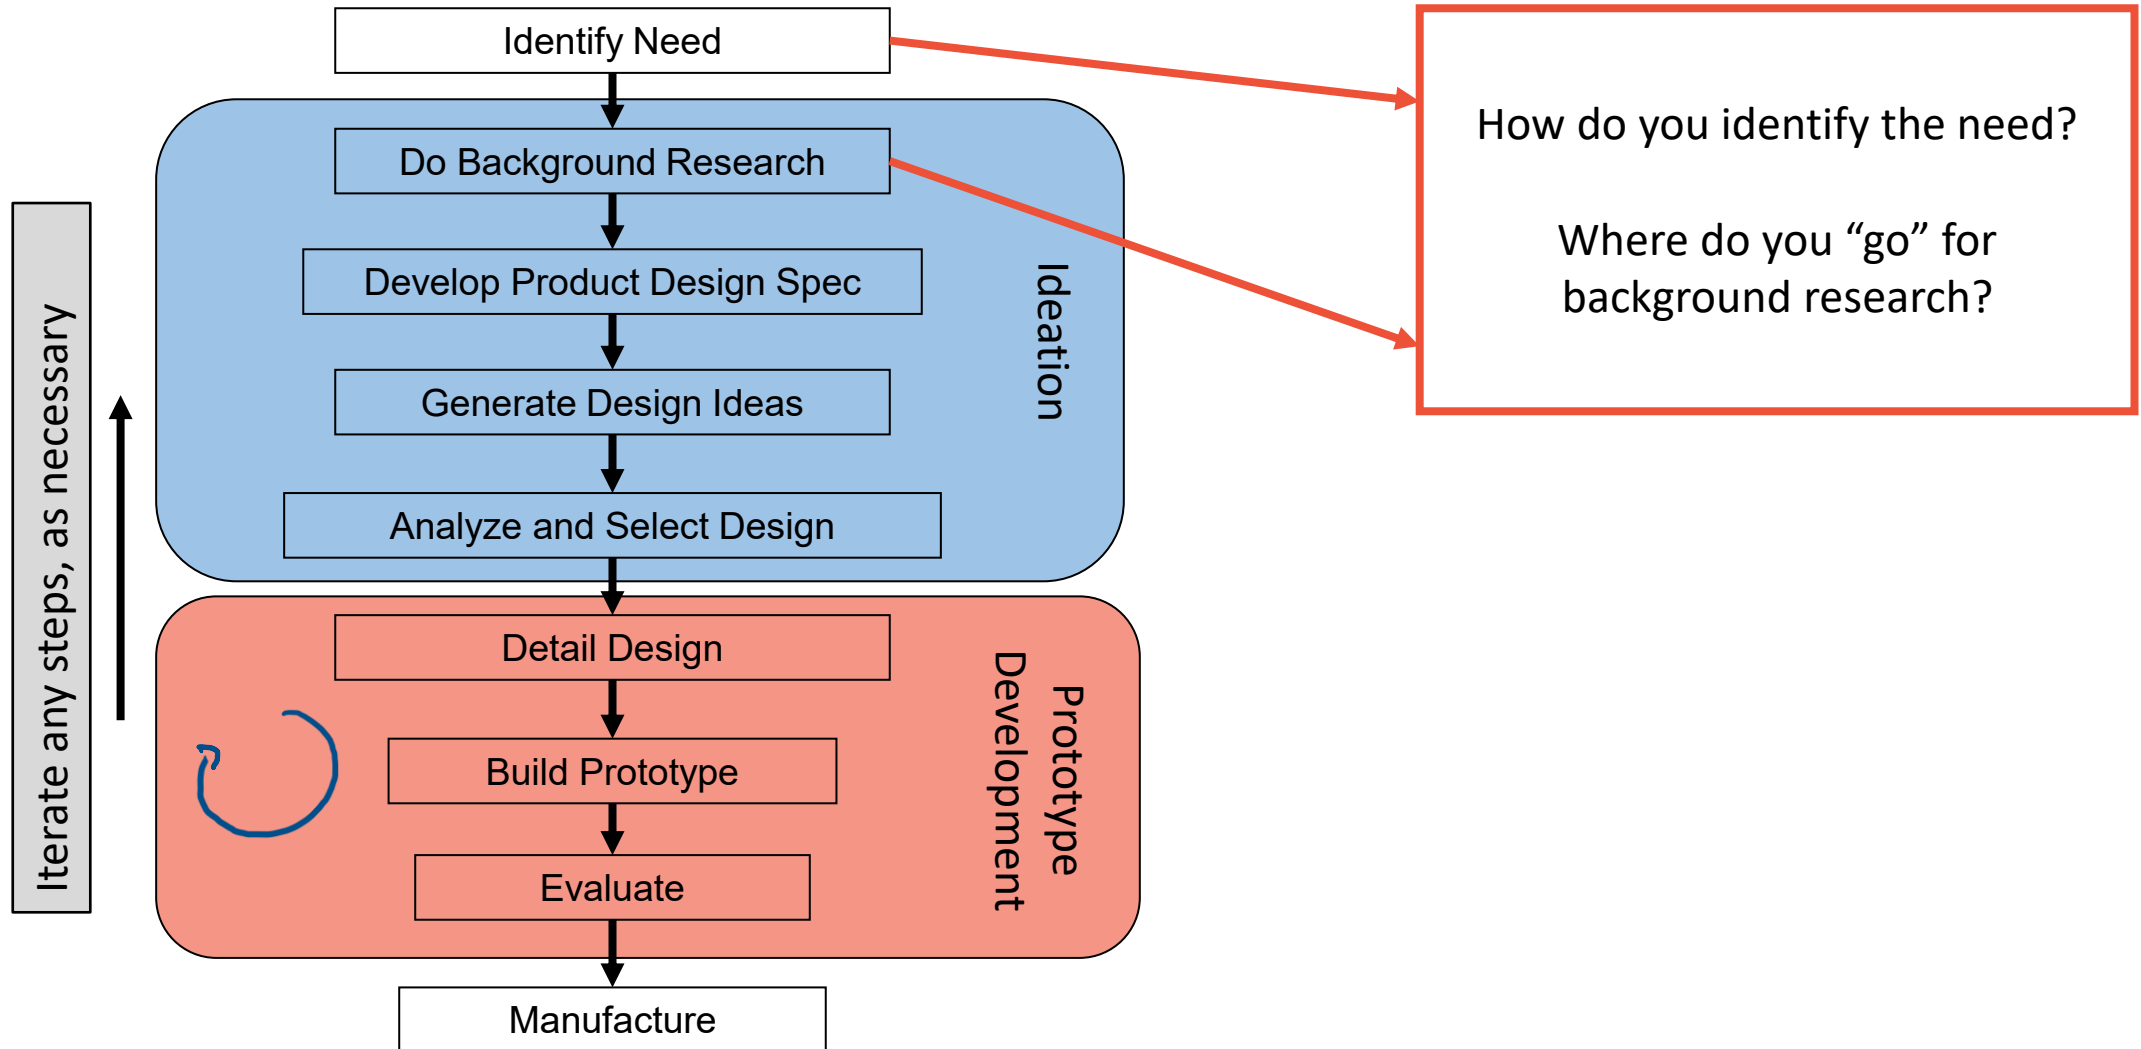 Identify Need
Do Background Research
Develop Product Design Spec
Generate Design Ideas
Analyze and Select Design
Ideation
Detail Design
Build Prototype
Evaluate
Prototype
Development
Manufacture
Iterate any steps, as necessary
How do you identify the need?
Where do you “go” for
background research?